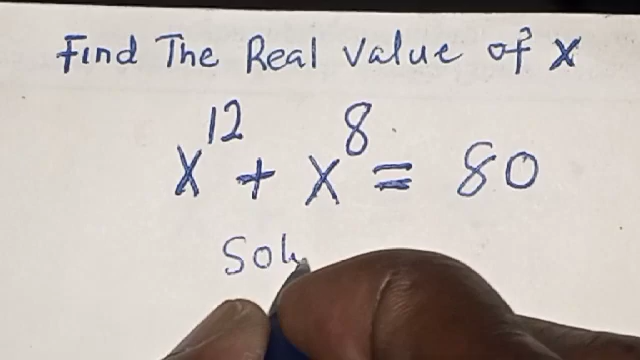 Find The Real Value of X
x¹² + x⁸ = 80
Sol